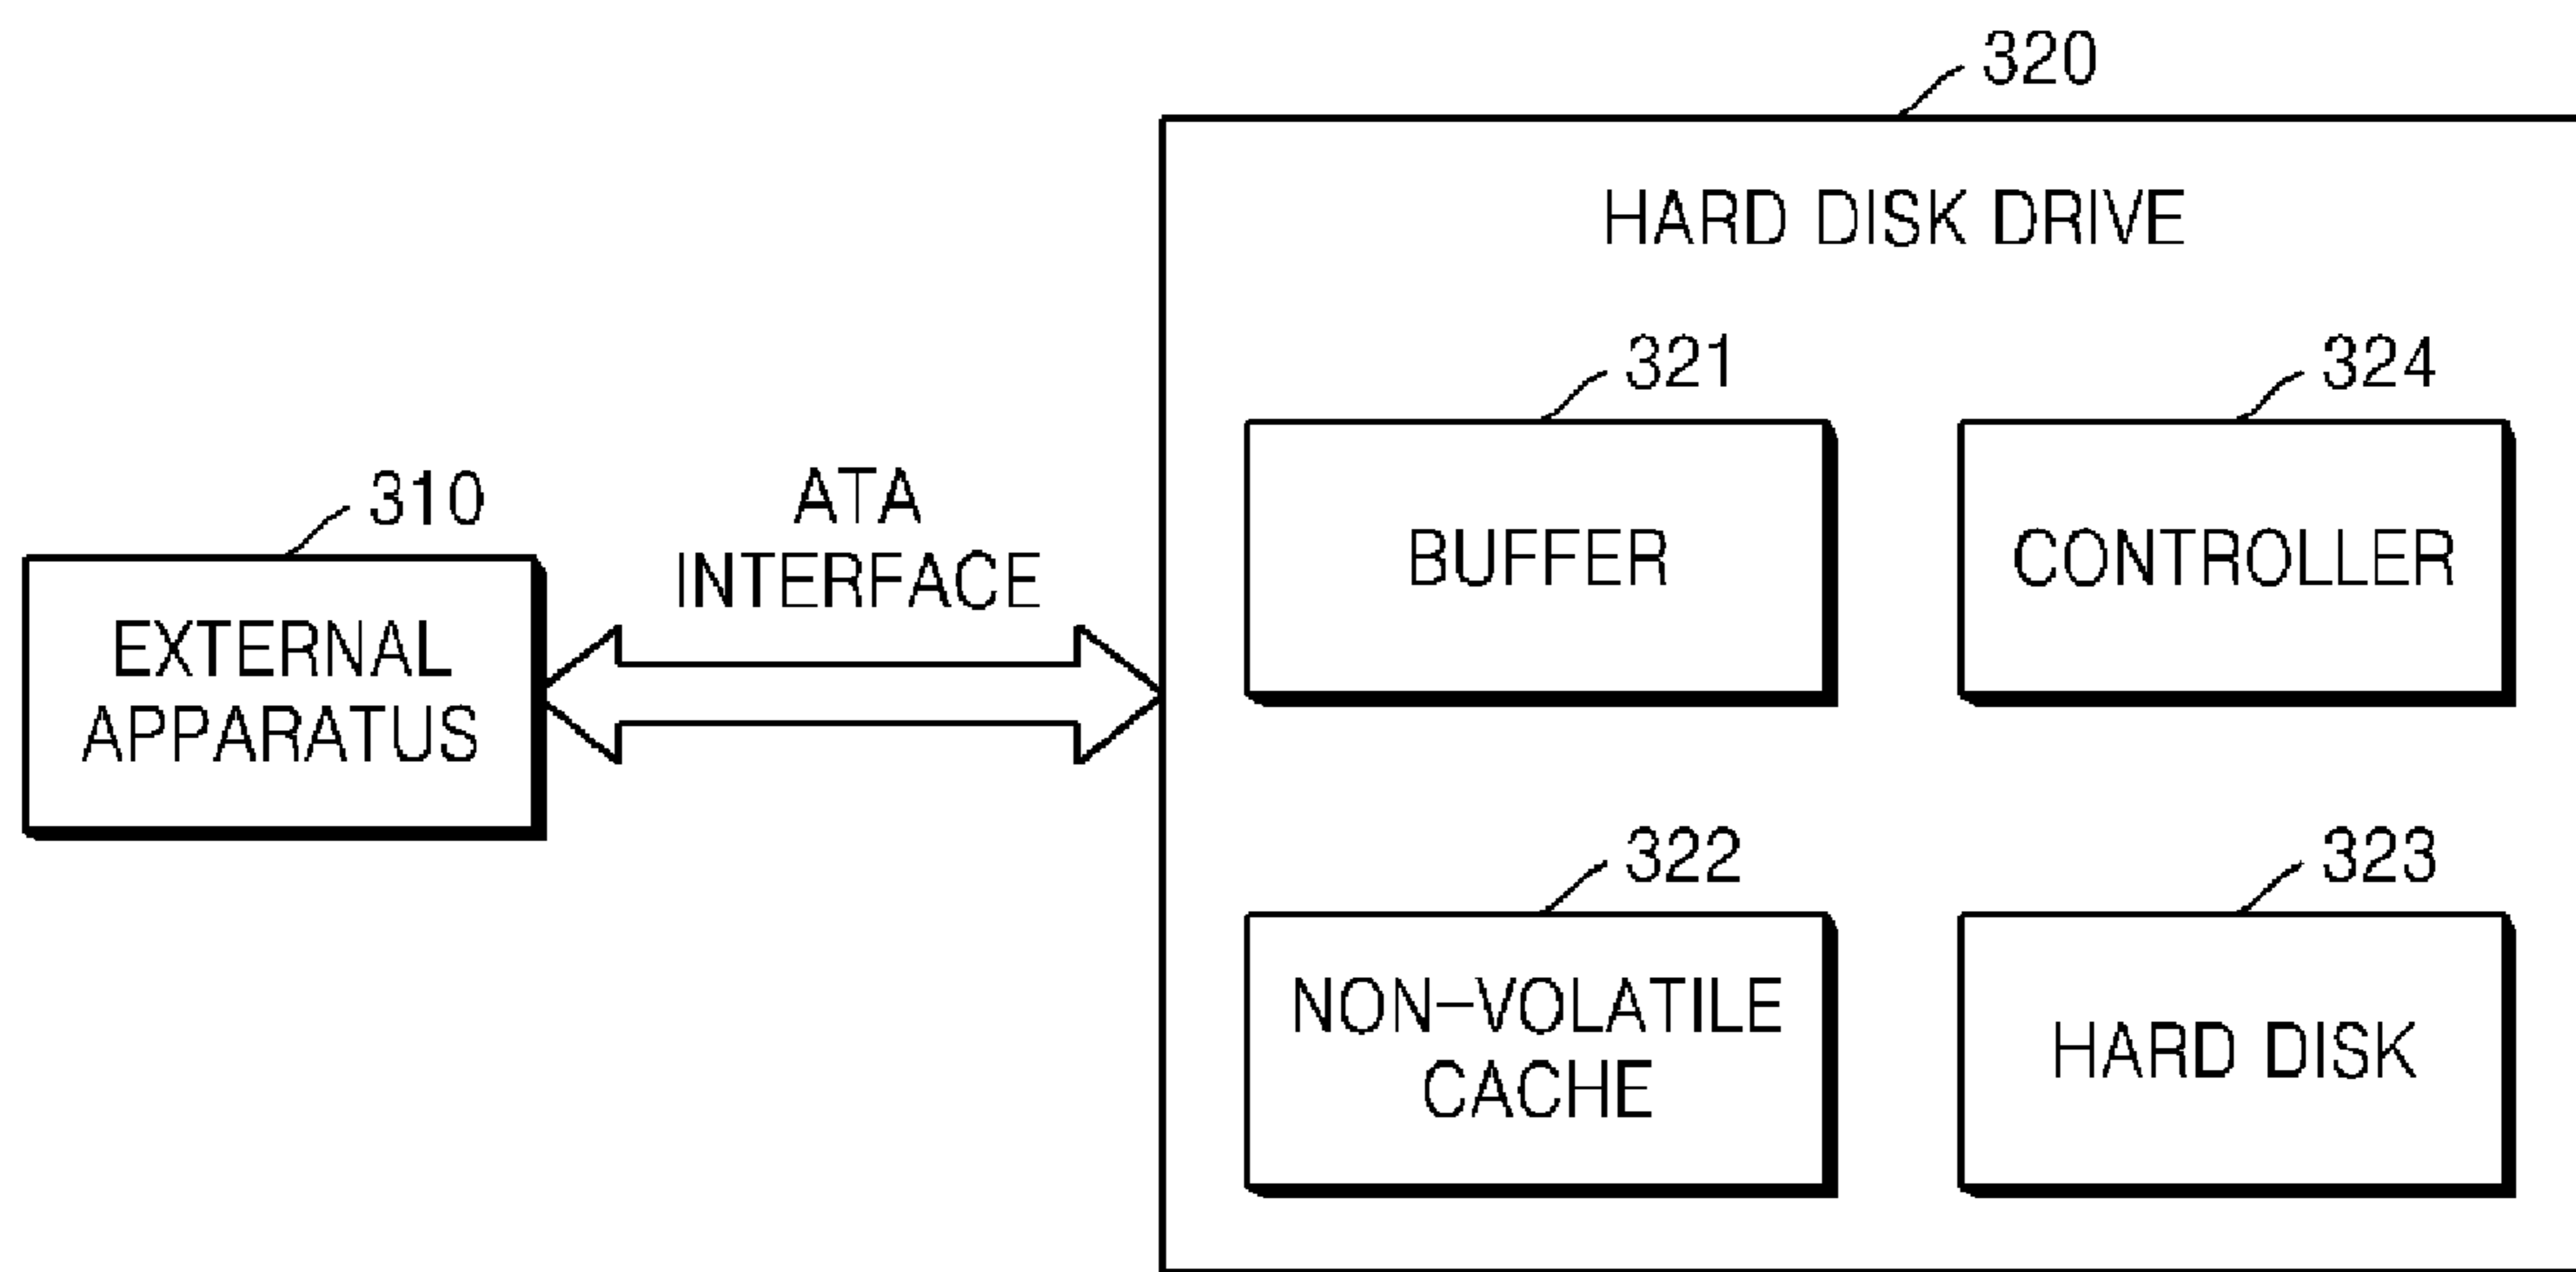 320
HARD DISK DRIVE
321
324
BUFFER
CONTROLLER
310
ATA
INTERFACE
EXTERNAL
APPARATUS
322
323
NON-VOLATILE
CACHE
HARD DISK